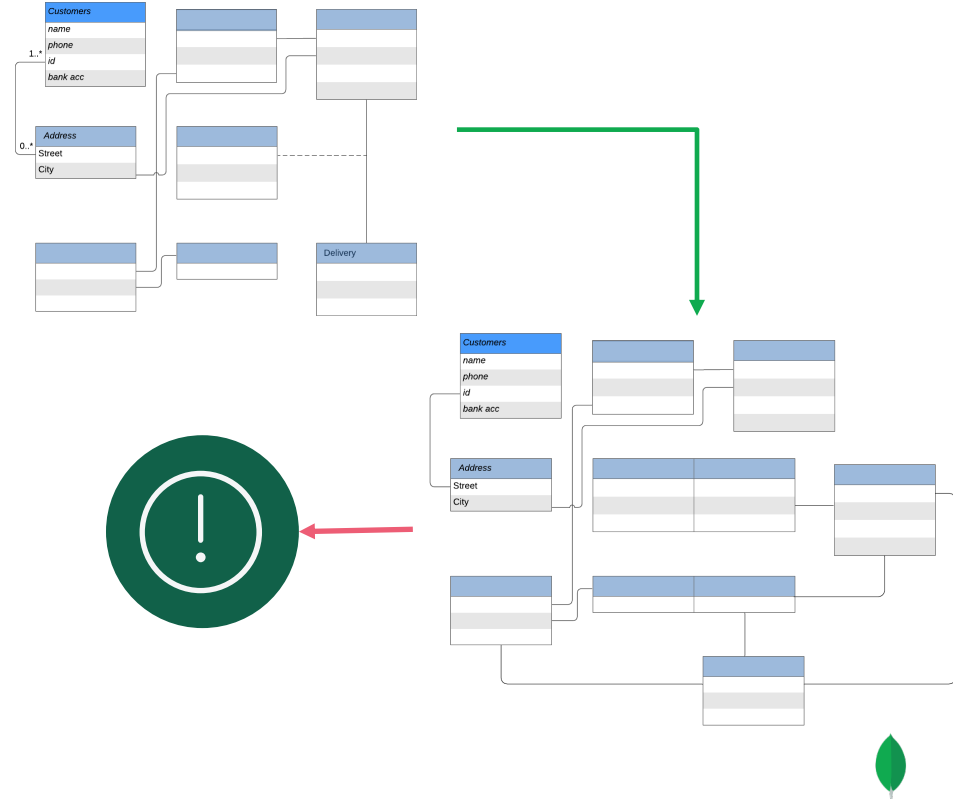 Customers
name
phone
1..*
id
bank acc
Address
0..*
Street
City
Delivery
Customers
name
phone
id
bank acc
Address
Street
City